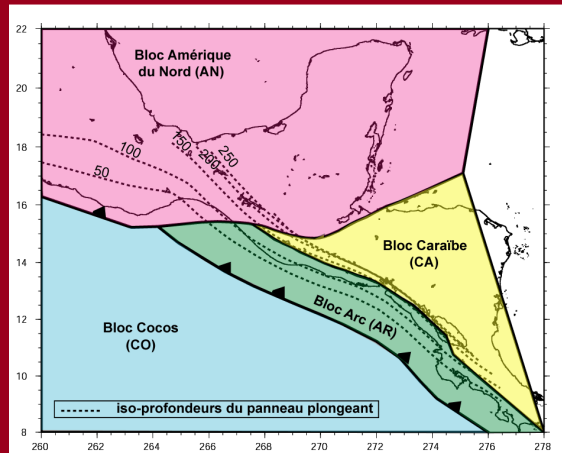 22
20
18
16
14
12
10
8
Bloc Amérique
du Nord (AN)
250
200
150
100
50
Bloc Caraïbe
(CA)
Bloc Arc (AR)
Bloc Cocos
(CO)
iso-profondeurs du panneau plongeant
260 262 264 266 268 270 272 274 276 278